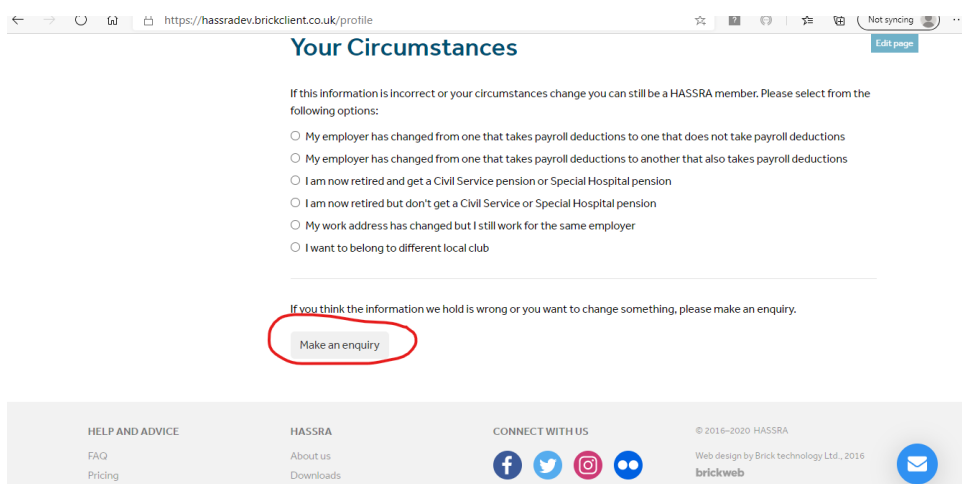 https://hassradev.brickclient.co.uk/profile
Not syncing
Your Circumstances
Edit page
If this information is incorrect or your circumstances change you can still be a HASSRA member. Please select from the
following options:
My employer has changed from one that takes payroll deductions to one that does not take payroll deductions
My employer has changed from one that takes payroll deductions to another that also takes payroll deductions
I am now retired and get a Civil Service pension or Special Hospital pension
I am now retired but don't get a Civil Service or Special Hospital pension
My work address has changed but I still work for the same employer
I want to belong to different local club
If you think the information we hold is wrong or you want to change something, please make an enquiry.
Make an enquiry
HELP AND ADVICE
FAQ
Pricing
HASSRA
About us
Downloads
CONNECT WITH US
© 2016–2020 HASSRA
Web design by Brick technology Ltd., 2016
brickweb